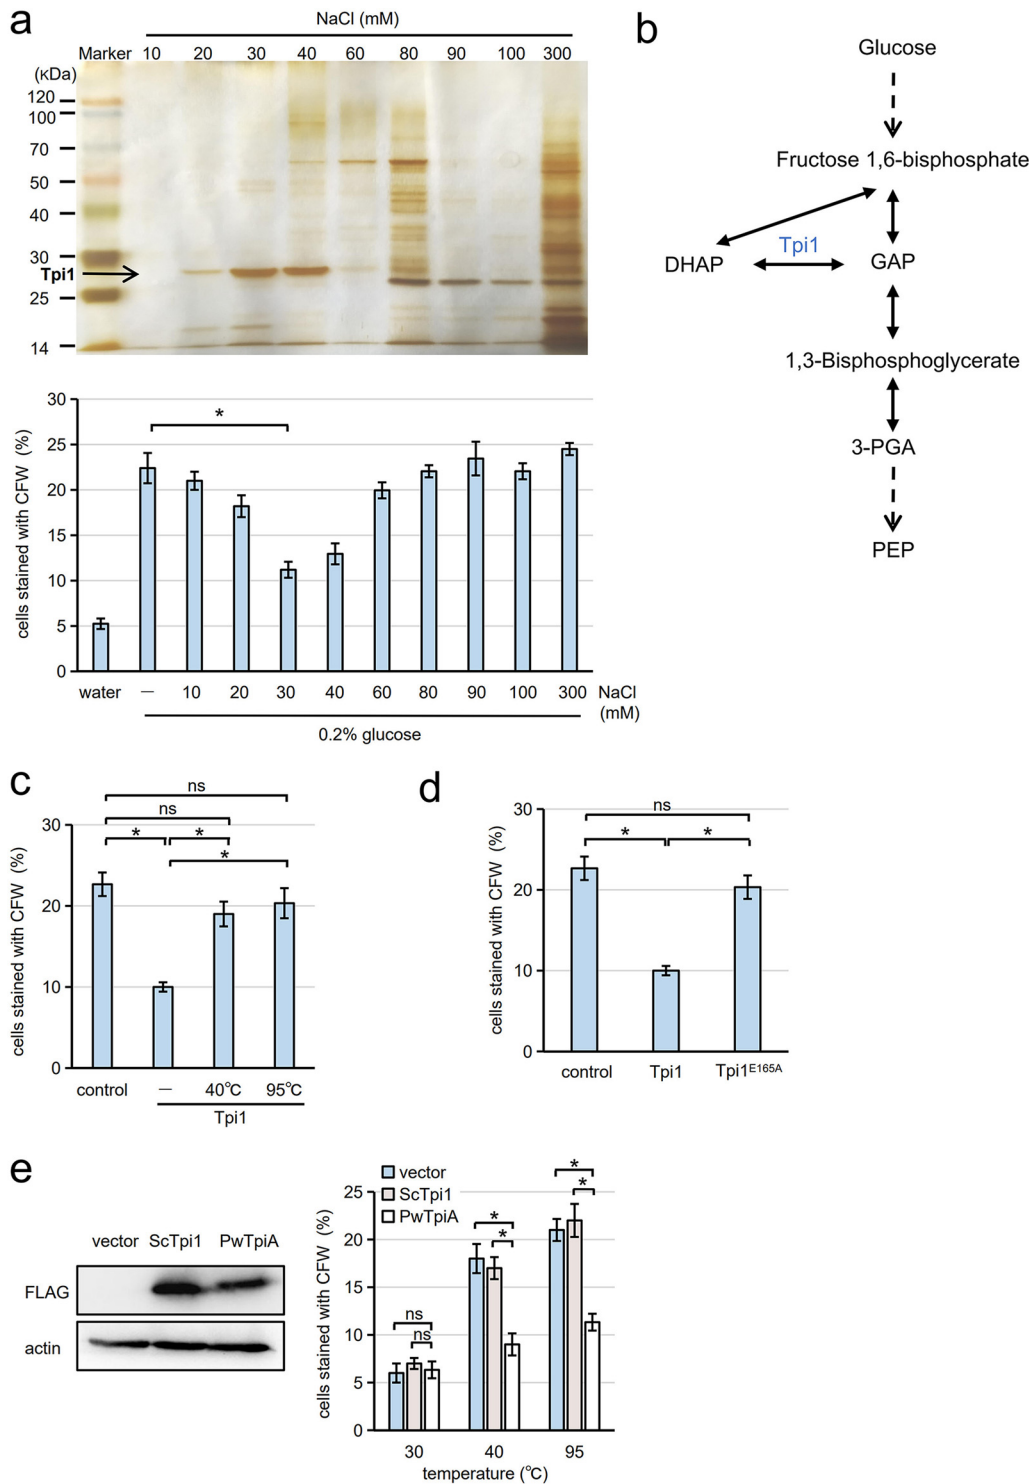 a
NaCl (mM)
Marker 10 20 30 40 60 80 90 100 300
(KDa)
120
100
70
50
40
30
Tpi1
25
14
cells stained with CFW (%)
30
25
20
15
10
5
0
*
water — 10 20 30 40 60 80 90 100 300 NaCl
(mM)
0.2% glucose
b
Glucose
Fructose 1,6-bisphosphate
Tpi1
DHAP GAP
1,3-Bisphosphoglycerate
3-PGA
PEP
c
ns
ns
* *
*
cells stained with CFW (%)
30
20
10
0
control — 40℃ 95℃
Tpi1
d
ns
* *
cells stained with CFW (%)
30
20
10
0
control Tpi1 Tpi1E165A
e
vector ScTpi1 PwTpiA
FLAG
actin
vector
ScTpi1
PwTpiA
cells stained with CFW (%)
25
20
15
10
5
0
ns
ns
*
*
*
*
30 40 95
temperature (℃)